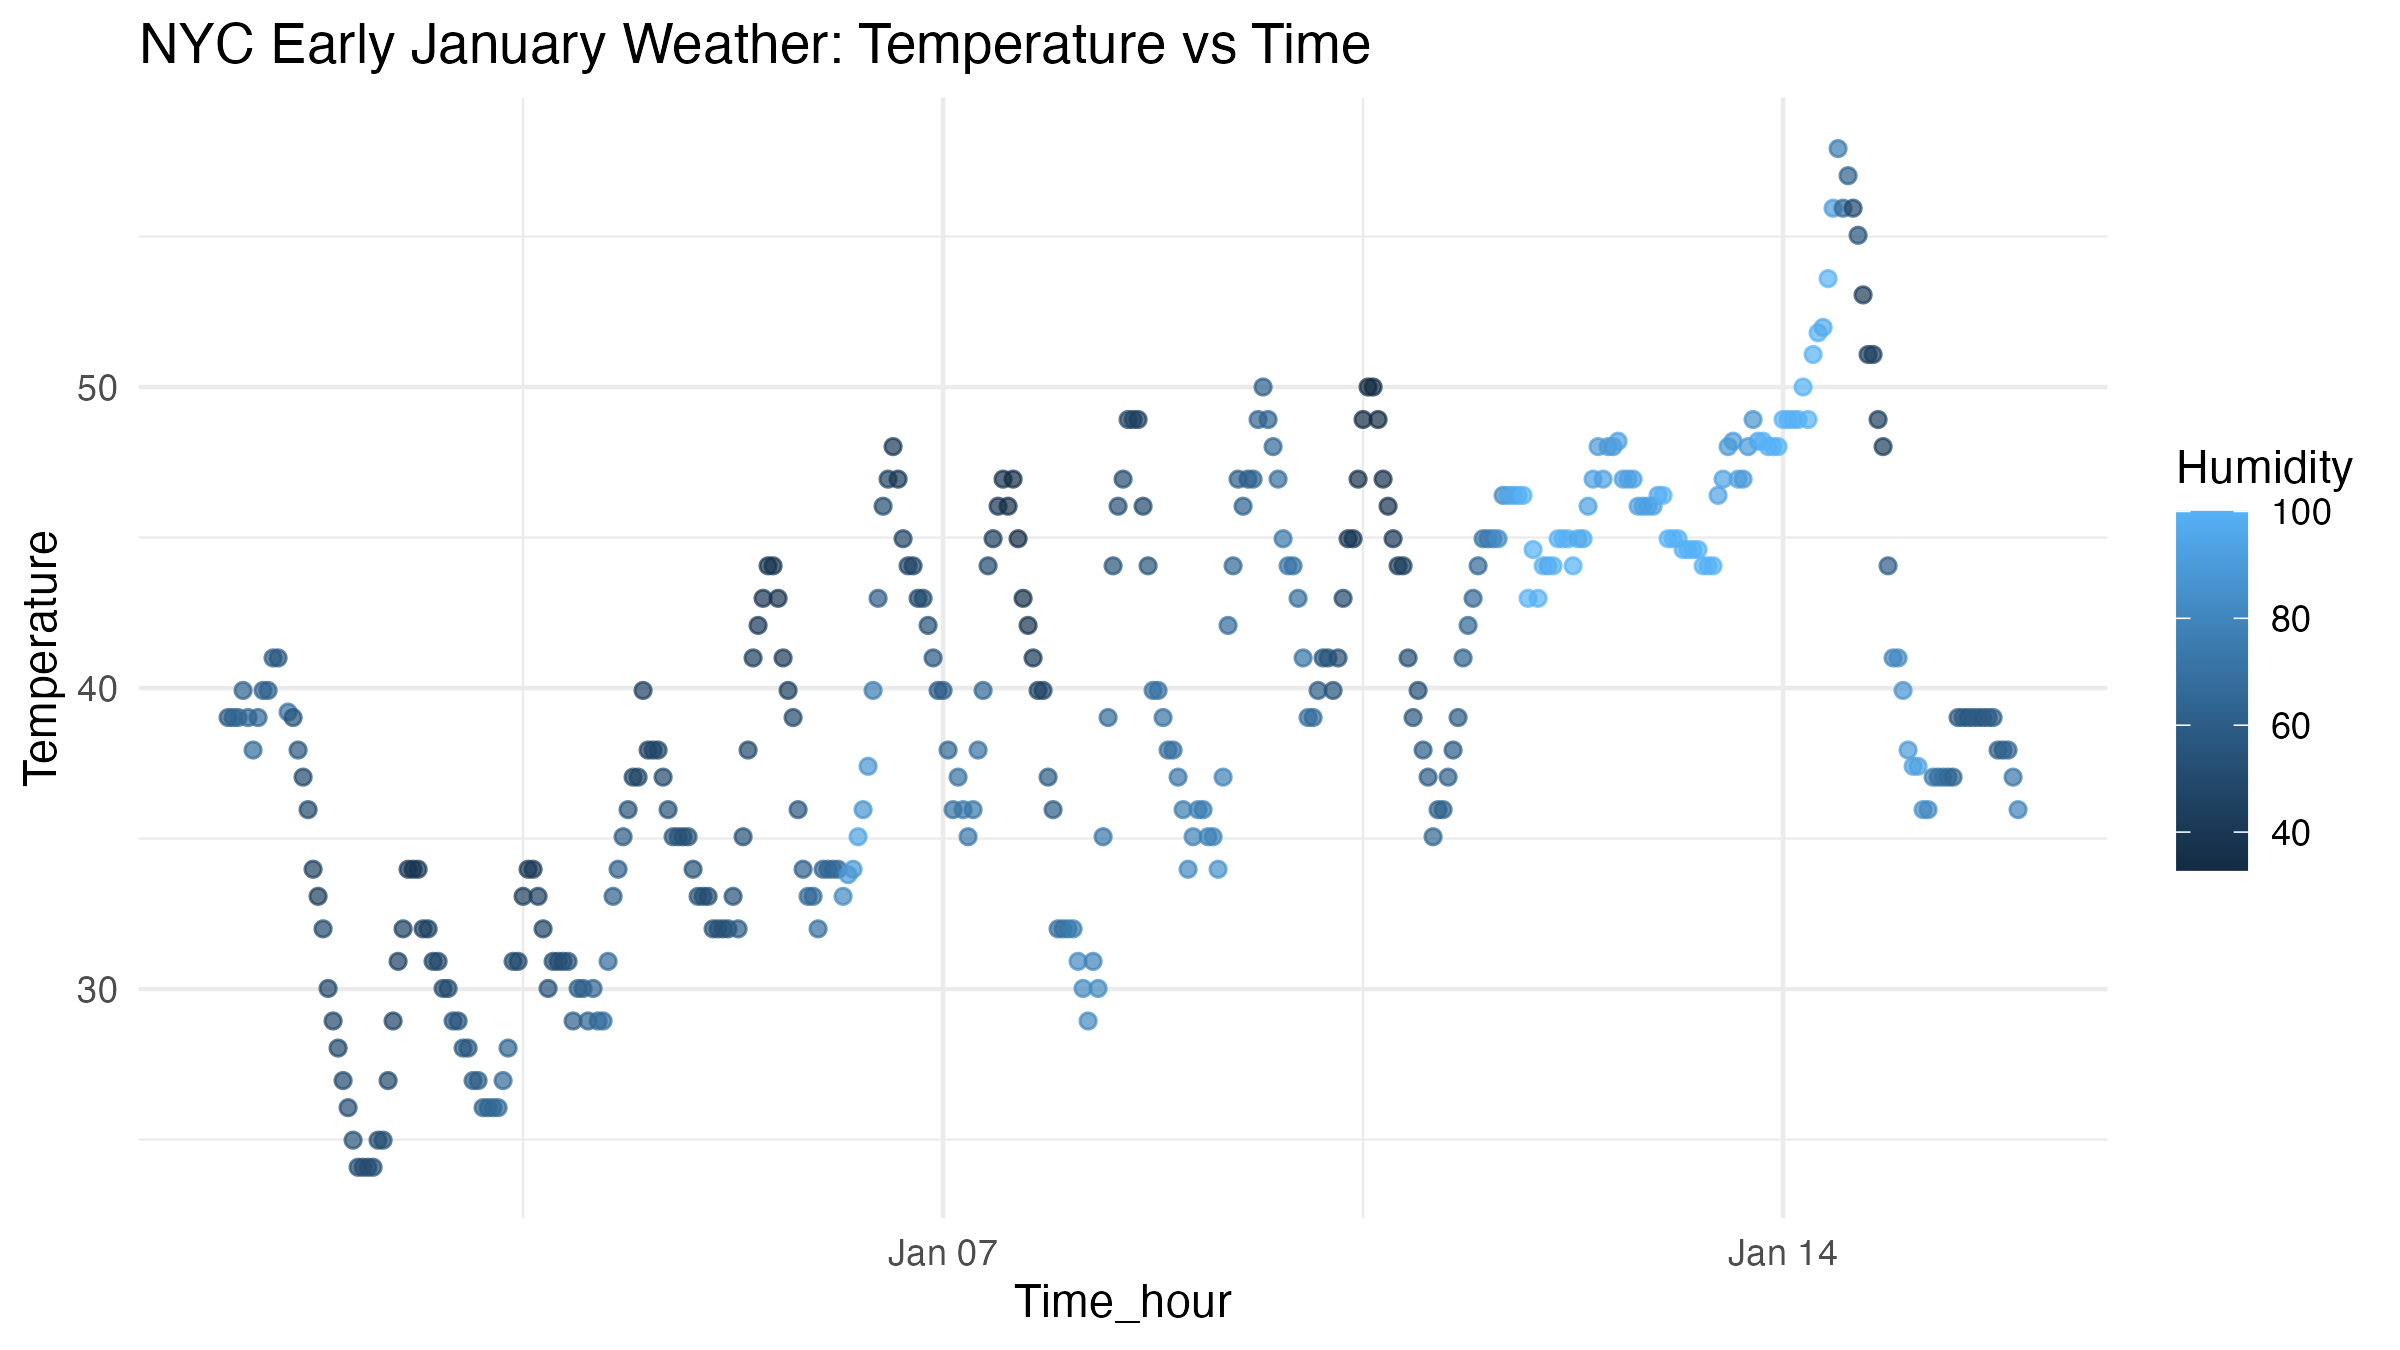 NYC Early January Weather: Temperature vs Time
Temperature
50
40
30
Jan 07
Jan 14
Time_hour
Humidity
100
80
60
40